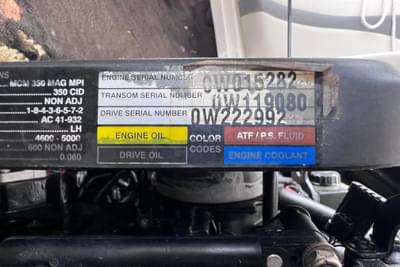 NS
MCM 350 MAG MPI
350 CID
NON ADJ
1-8-4-3-6-5-7-2
AC 41-932
LH
4600 - 5000
600 NON ADJ
0.060
ENGINE SERIAL NUMBER 0W015282
TRANSOM SERIAL NUMBER 0W119080
DRIVE SERIAL NUMBER 0W222992
ENGINE OIL
DRIVE OIL
COLOR
CODES
ATF / P.S. FLUID
ENGINE COOLANT